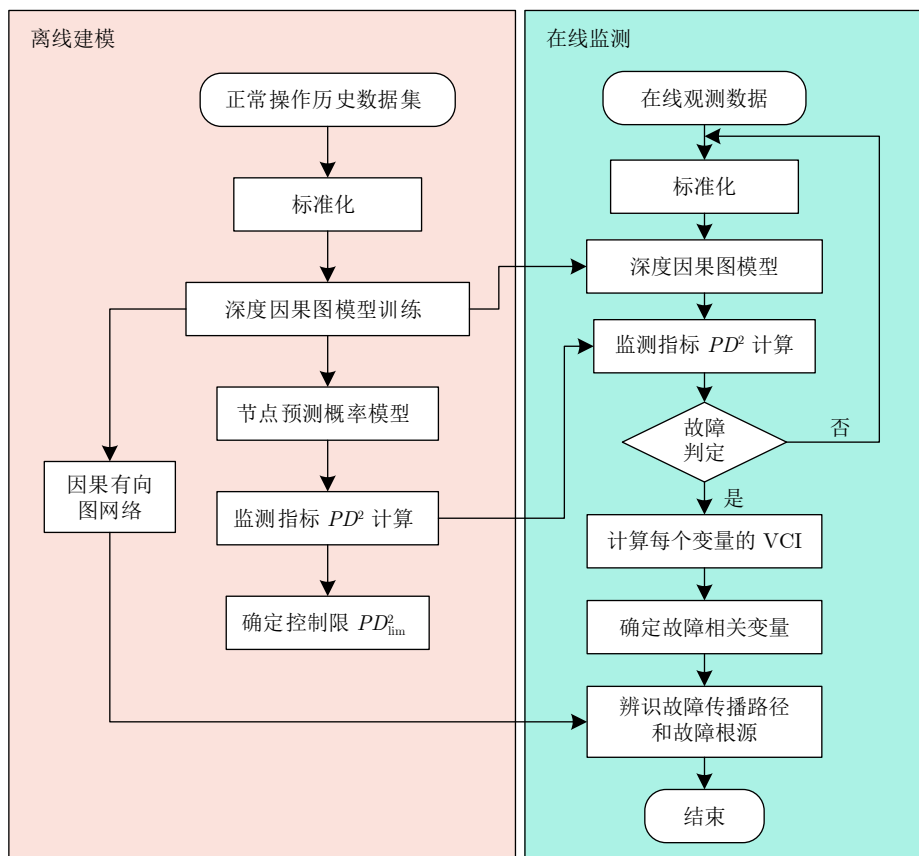 离线建模
正常操作历史数据集
标准化
深度因果图模型训练
节点预测概率模型
因果有向
图网络
监测指标 PD² 计算
确定控制限 PD²lim
在线监测
在线观测数据
标准化
深度因果图模型
监测指标 PD² 计算
故障
判定
否
是
计算每个变量的 VCI
确定故障相关变量
辨识故障传播路径
和故障根源
结束